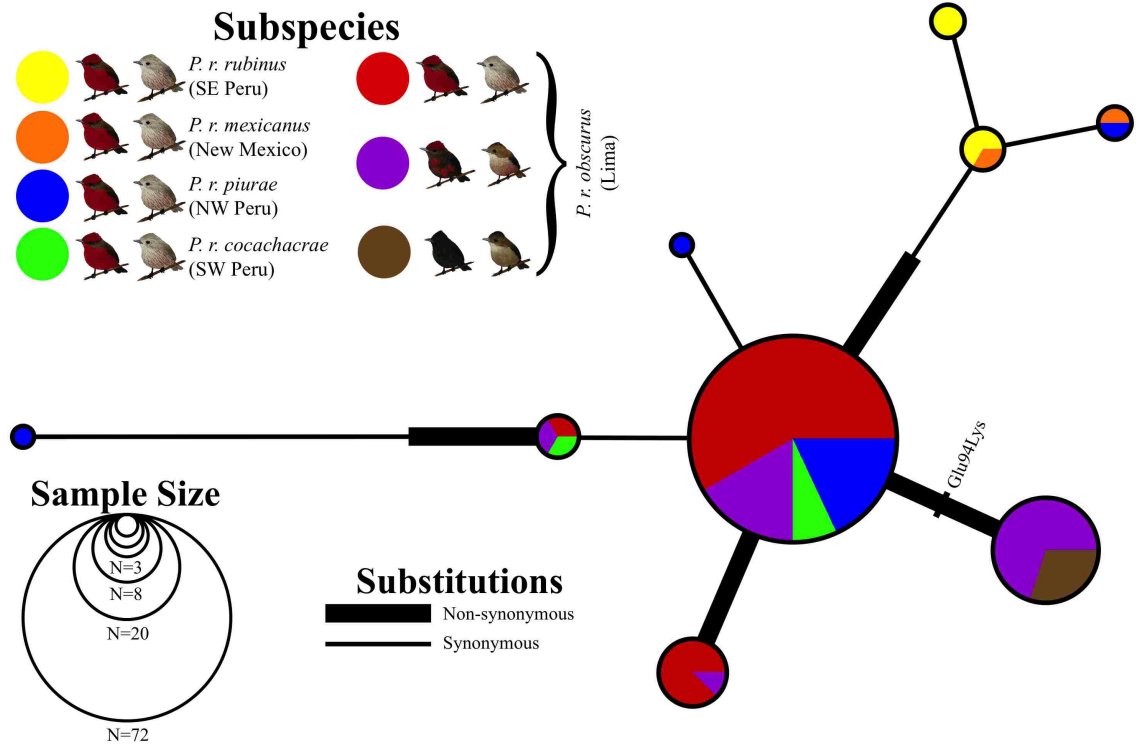 Subspecies
P. r. rubinus
(SE Peru)
P. r. mexicanus
(New Mexico)
P. r. piurae
(NW Peru)
P. r. cocachacrae
(SW Peru)
P. r. obscurus
(Lima)
Glu94Lys
Sample Size
N=3
N=8
N=20
N=72
Substitutions
Non-synonymous
Synonymous